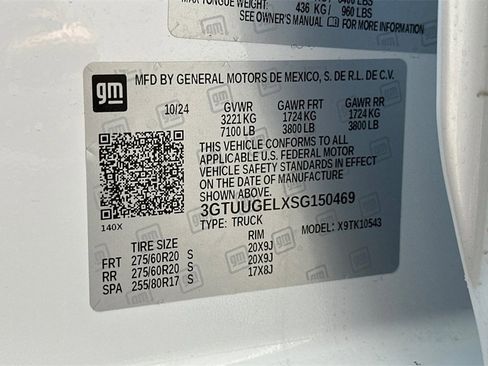 MAX TONGUE WEIGHT: 436 KG / 960 LBS
SEE OWNER'S MANUAL FOR MORE INFORMATION
gm
MFD BY GENERAL MOTORS DE MEXICO, S. DE R.L. DE C.V.
10/24 GVWR GAWR FRT GAWR RR
3221 KG 1724 KG 1724 KG
7100 LB 3800 LB 3800 LB
THIS VEHICLE CONFORMS TO ALL
APPLICABLE U.S. FEDERAL MOTOR
VEHICLE SAFETY STANDARDS IN EFFECT
ON THE DATE OF MANUFACTURE
SHOWN ABOVE.
3GTUUGELXSG150469
140X TYPE: TRUCK MODEL: X9TK10543
TIRE SIZE RIM
FRT 275/60R20 S 20X9J
RR 275/60R20 S 20X9J
SPA 255/80R17 S 17X8J